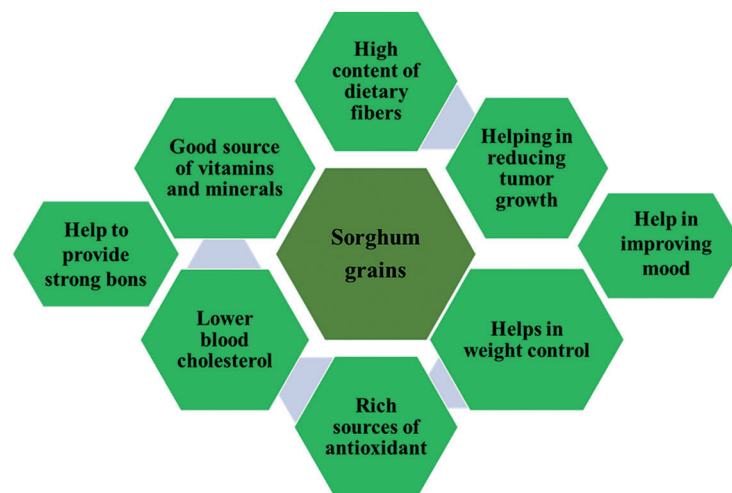 High
content of
dietary
fibers
Good source
of vitamins
and minerals
Helping in
reducing
tumor
growth
Help to
provide
strong bons
Sorghum
grains
Help in
improving
mood
Lower
blood
cholesterol
Helps in
weight control
Rich
sources of
antioxidant